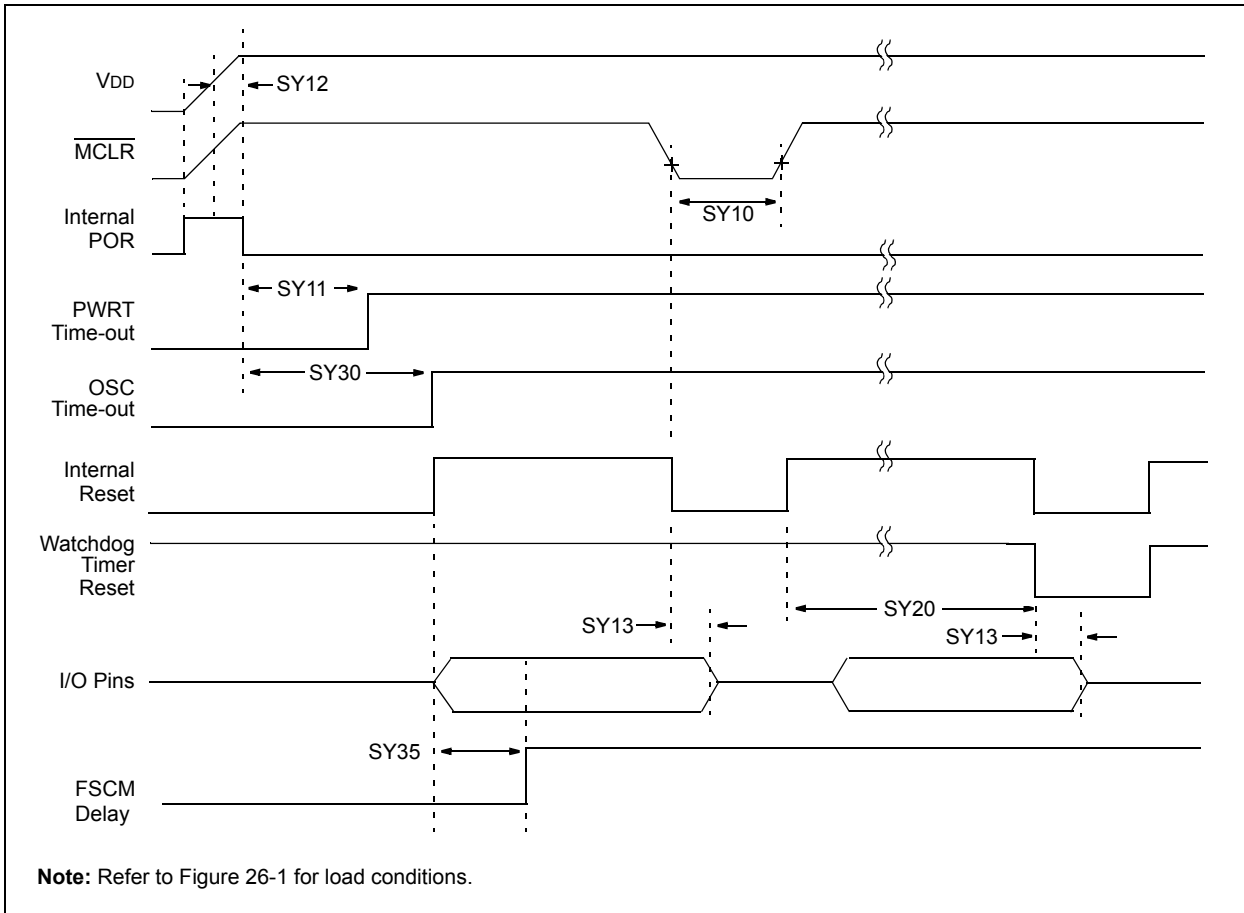 VDD
SY12
MCLR
SY10
Internal
POR
SY11
PWRT
Time-out
SY30
OSC
Time-out
Internal
Reset
Watchdog
Timer
Reset
SY20
SY13
SY13
I/O Pins
SY35
FSCM
Delay
Note: Refer to Figure 26-1 for load conditions.